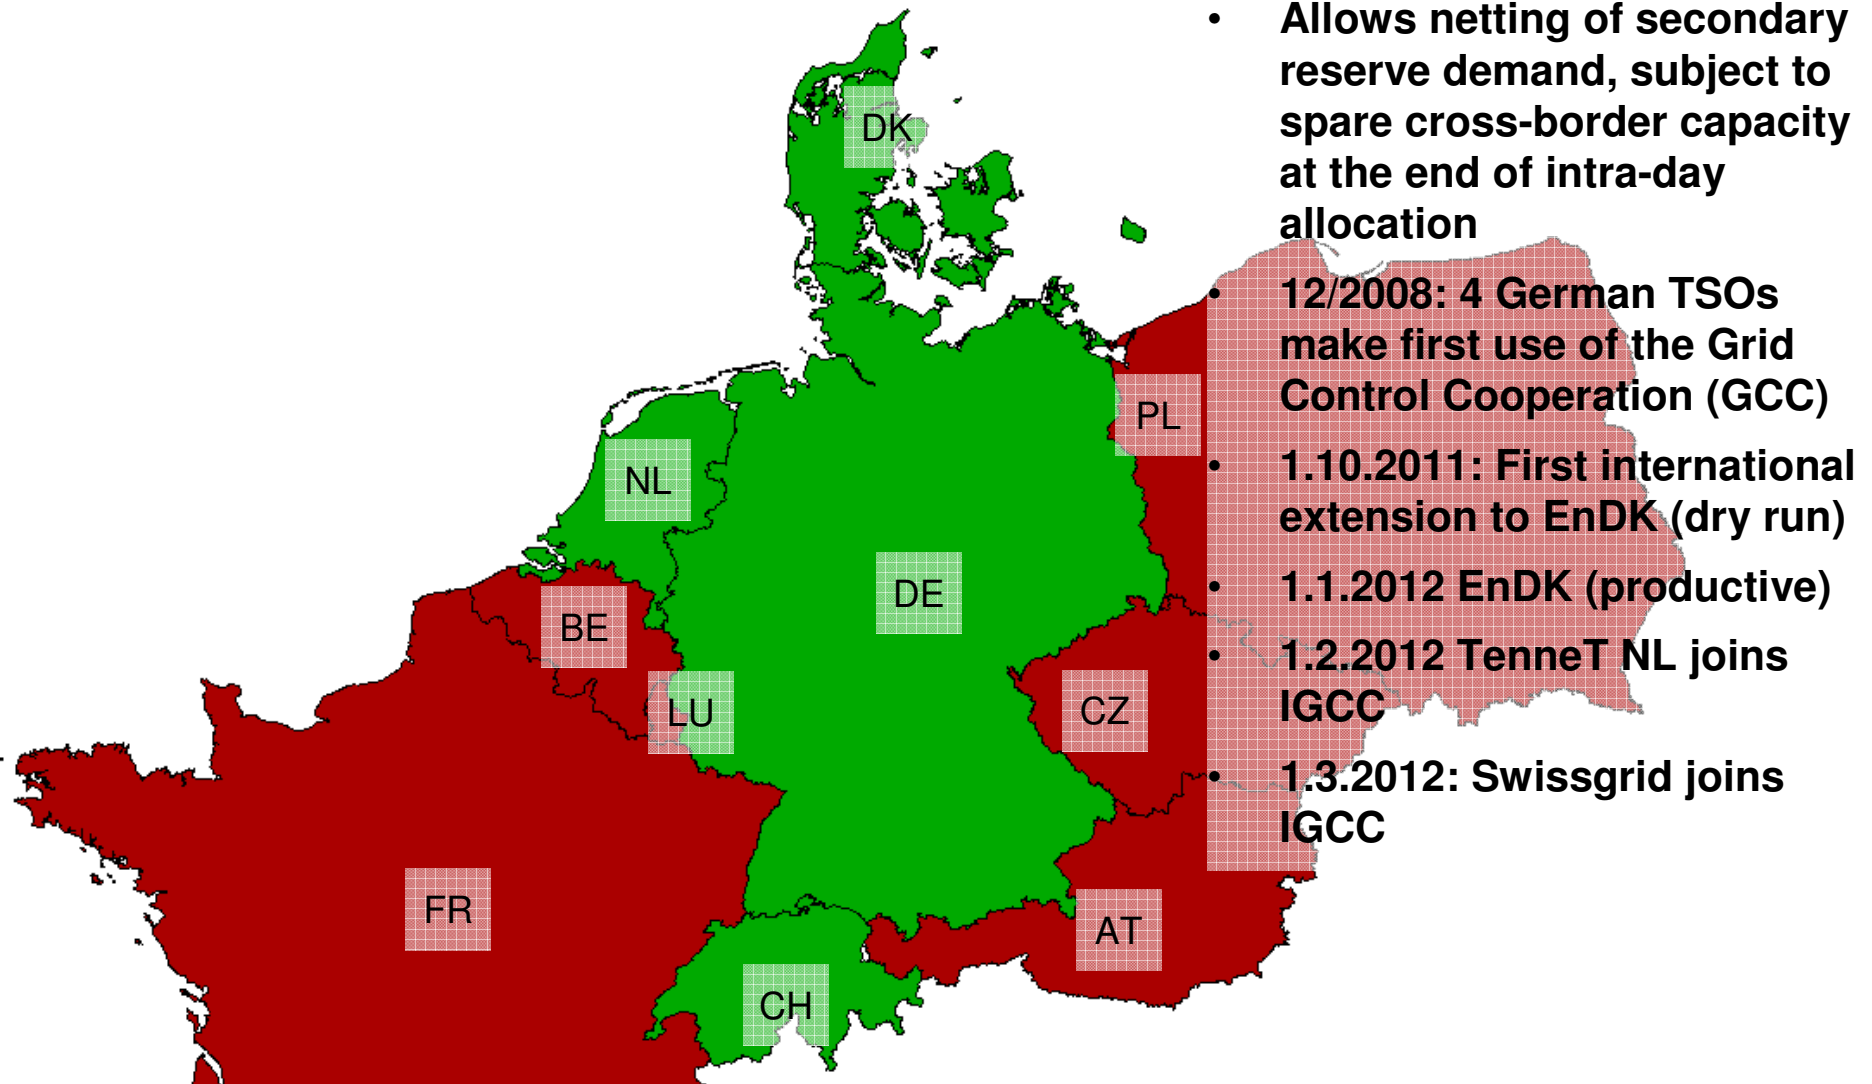 • Allows netting of secondary
reserve demand, subject to
spare cross-border capacity
at the end of intra-day
allocation
• 12/2008: 4 German TSOs
make first use of the Grid
Control Cooperation (GCC)
• 1.10.2011: First international
extension to EnDK (dry run)
• 1.1.2012 EnDK (productive)
• 1.2.2012 TenneT NL joins
IGCC
• 1.3.2012: Swissgrid joins
IGCC
DK
PL
NL
DE
BE
LU
CZ
FR
AT
CH